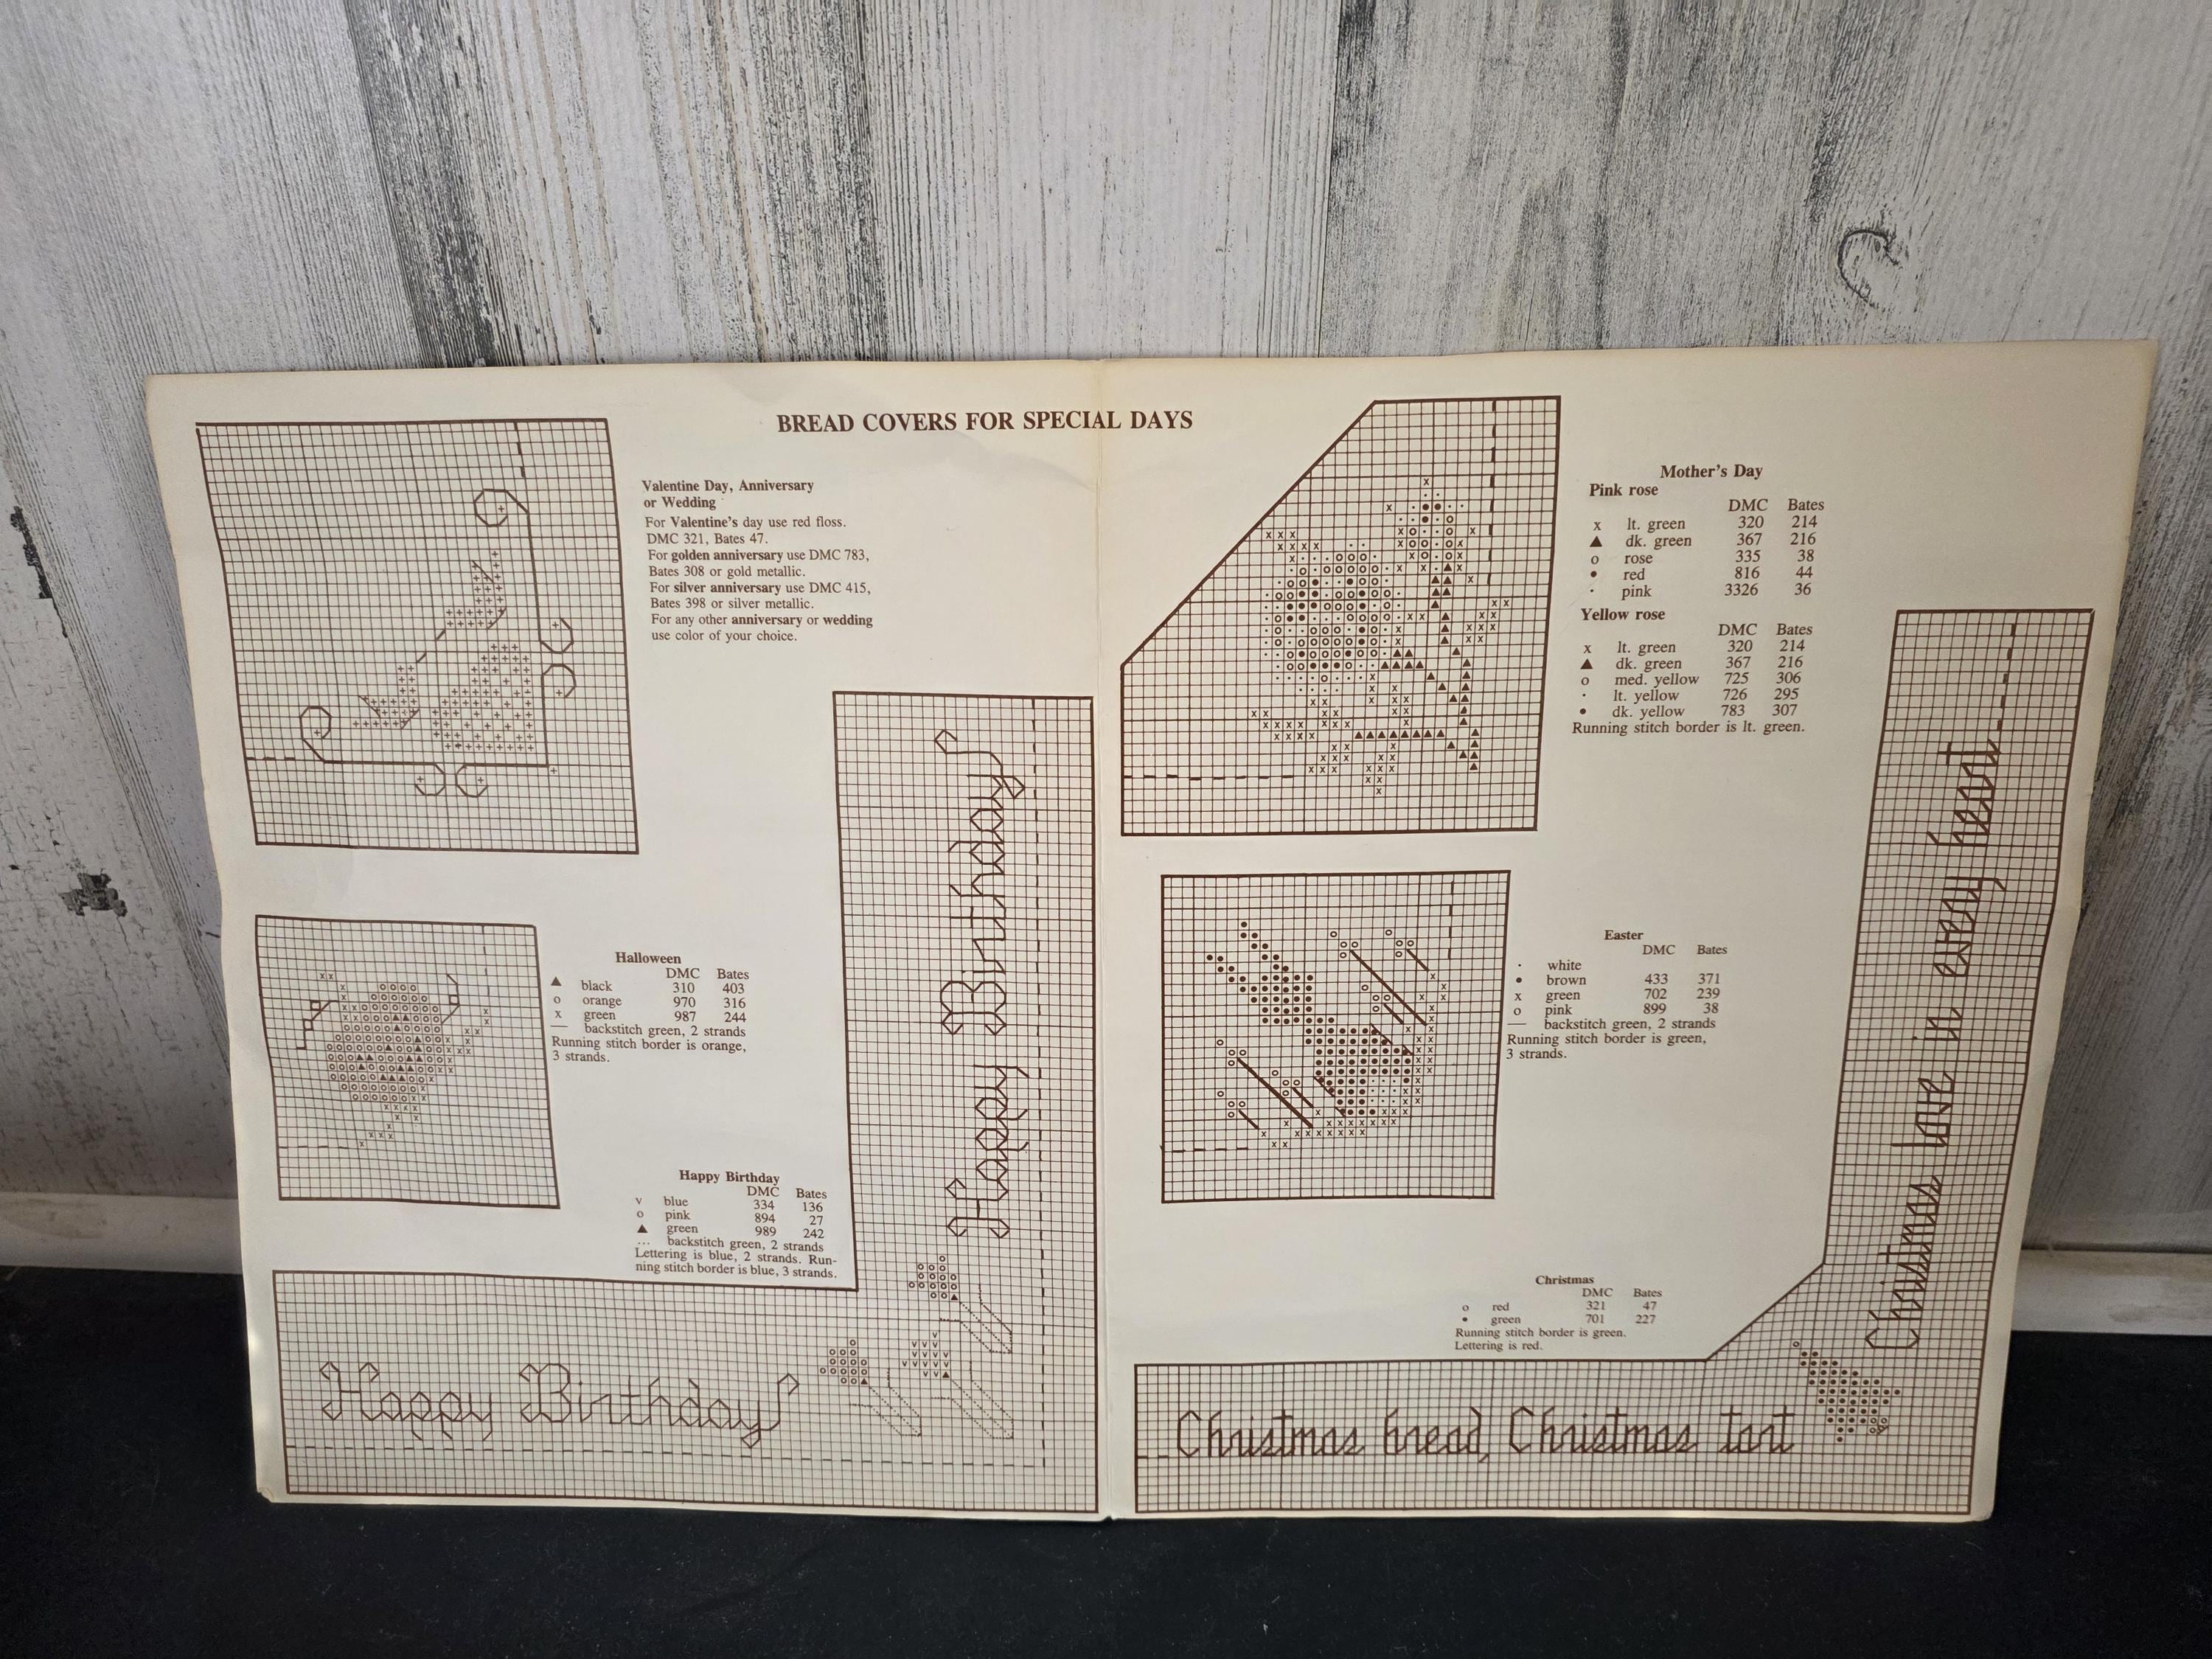 BREAD COVERS FOR SPECIAL DAYS
Valentine Day, Anniversary
or Wedding
For Valentine's day use red floss.
DMC 321, Bates 47.
For golden anniversary use DMC 783,
Bates 308 or gold metallic.
For silver anniversary use DMC 415,
Bates 398 or silver metallic.
For any other anniversary or wedding
use color of your choice.
Halloween
DMC Bates
▲ black 310 403
o orange 970 316
x green 987 244
— backstitch green, 2 strands
Running stitch border is orange,
3 strands.
Happy Birthday
DMC Bates
v blue 334 136
o pink 894 27
▲ green 989 242
... backstitch green, 2 strands
Lettering is blue, 2 strands. Run-
ning stitch border is blue, 3 strands.
Happy Birthday
Happy Birthday
Mother's Day
Pink rose
DMC Bates
x lt. green 320 214
▲ dk. green 367 216
o rose 335 38
• red 816 44
· pink 3326 36
Yellow rose
DMC Bates
x lt. green 320 214
▲ dk. green 367 216
o med. yellow 725 306
· lt. yellow 726 295
• dk. yellow 783 307
Running stitch border is lt. green.
Easter
DMC Bates
· white
• brown 433 371
x green 702 239
o pink 899 38
— backstitch green, 2 strands
Running stitch border is green,
3 strands.
Christmas
DMC Bates
o red 321 47
• green 701 227
Running stitch border is green.
Lettering is red.
Christmas bread, Christmas tart
Christmas love in every heart